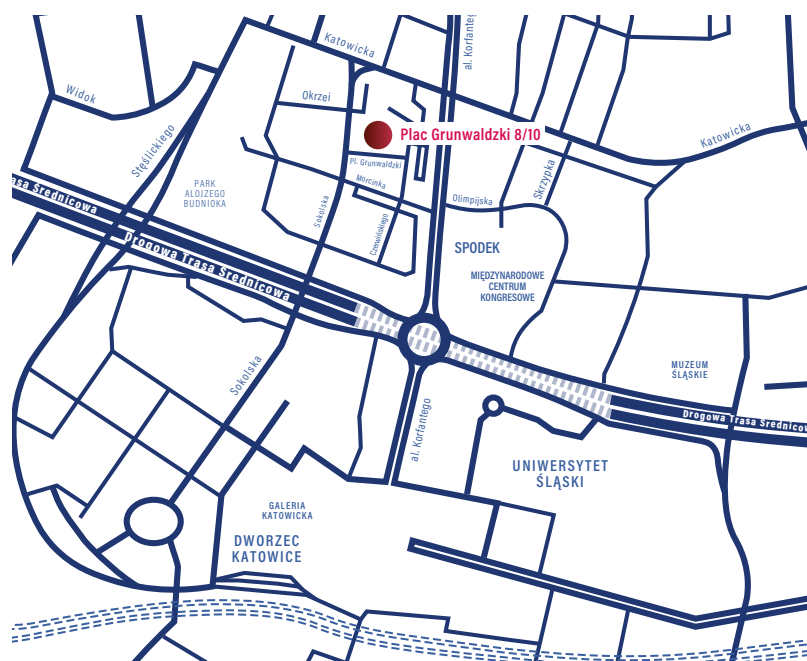 al. Korfantego
Katowicka
Widok
Okrzei
Stęślickiego
Plac Grunwaldzki 8/10
Katowicka
pl. Grunwaldzki
Morcinka
Skrzypka
PARK
ALOJZEGO
BUDNIOKA
Trasa Średnicowa
Sokolska
Olimpijska
Czerwińskiego
Drogowa Trasa Średnicowa
SPODEK
MIĘDZYNARODOWE
CENTRUM
KONGRESOWE
Sokolska
MUZEUM
ŚLĄSKIE
al. Korfantego
Drogowa Trasa Średnicowa
UNIWERSYTET
ŚLĄSKI
GALERIA
KATOWICKA
DWORZEC
KATOWICE